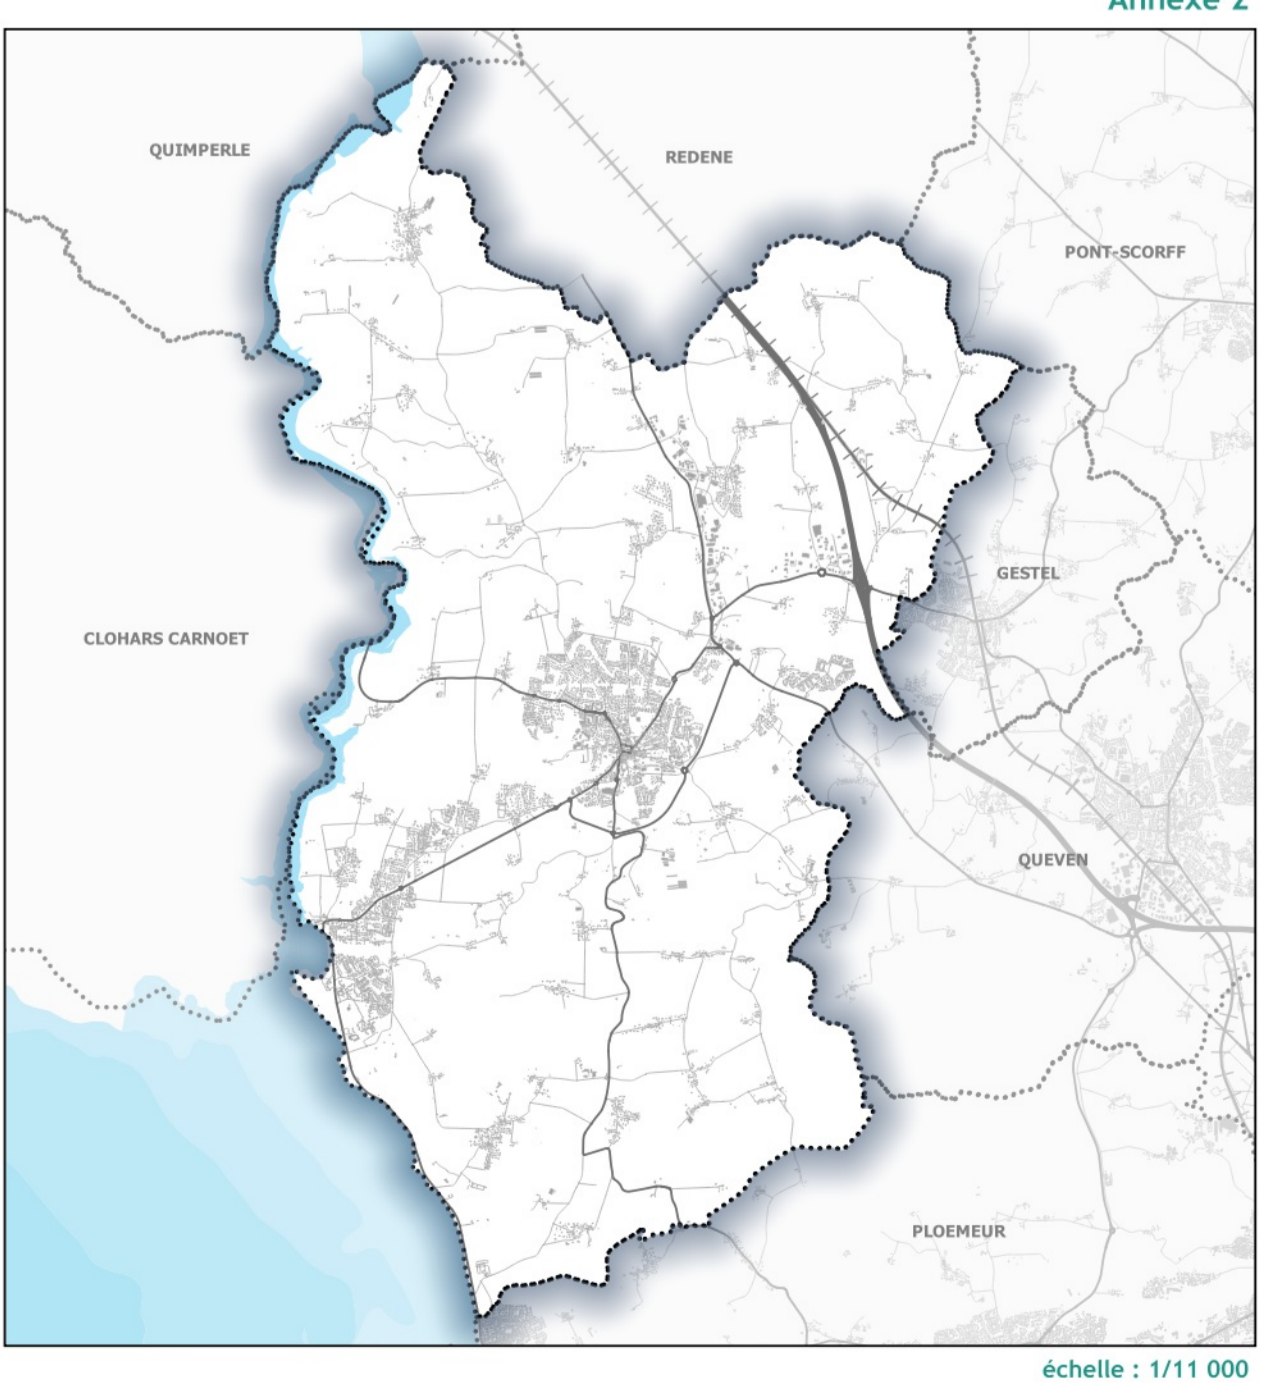 Annexe 2
QUIMPERLE
REDENE
PONT-SCORFF
GESTEL
CLOHARS CARNOET
QUEVEN
PLOEMEUR
échelle : 1/11 000